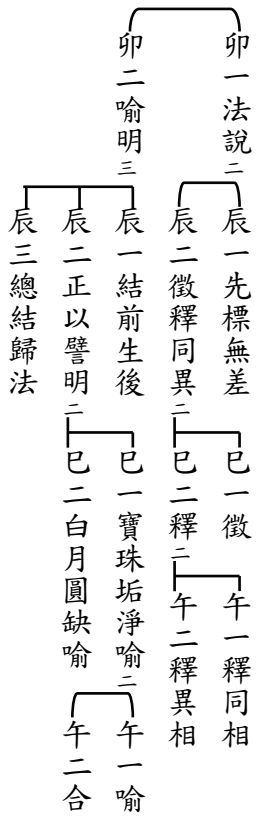 卯一法說二
辰一先標無差
辰二徵釋同異二
巳一徵
巳二釋二
午一釋同相
午二釋異相
卯二喻明三
辰一結前生後
辰二正以譬明二
巳一寶珠垢淨喻二
午一喻
午二合
巳二白月圓缺喻
辰三總結歸法